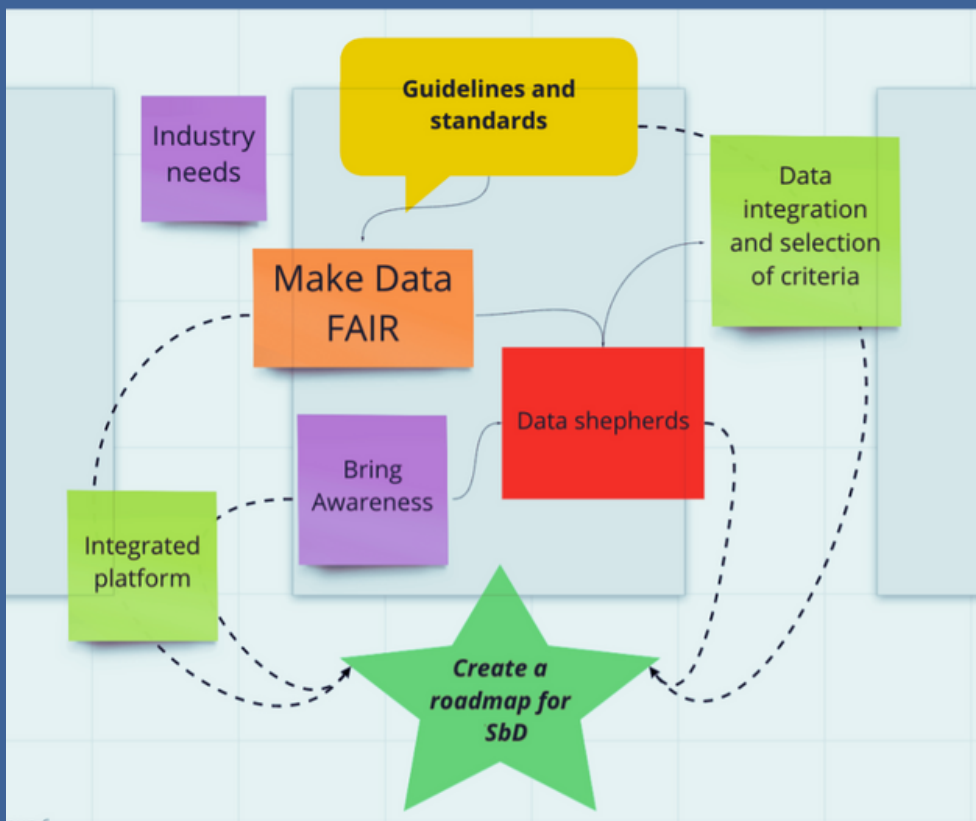 Guidelines and
standards
Industry
needs
Data
integration
and selection
of criteria
Make Data
FAIR
Data shepherds
Bring
Awareness
Integrated
platform
Create a
roadmap for
SbD